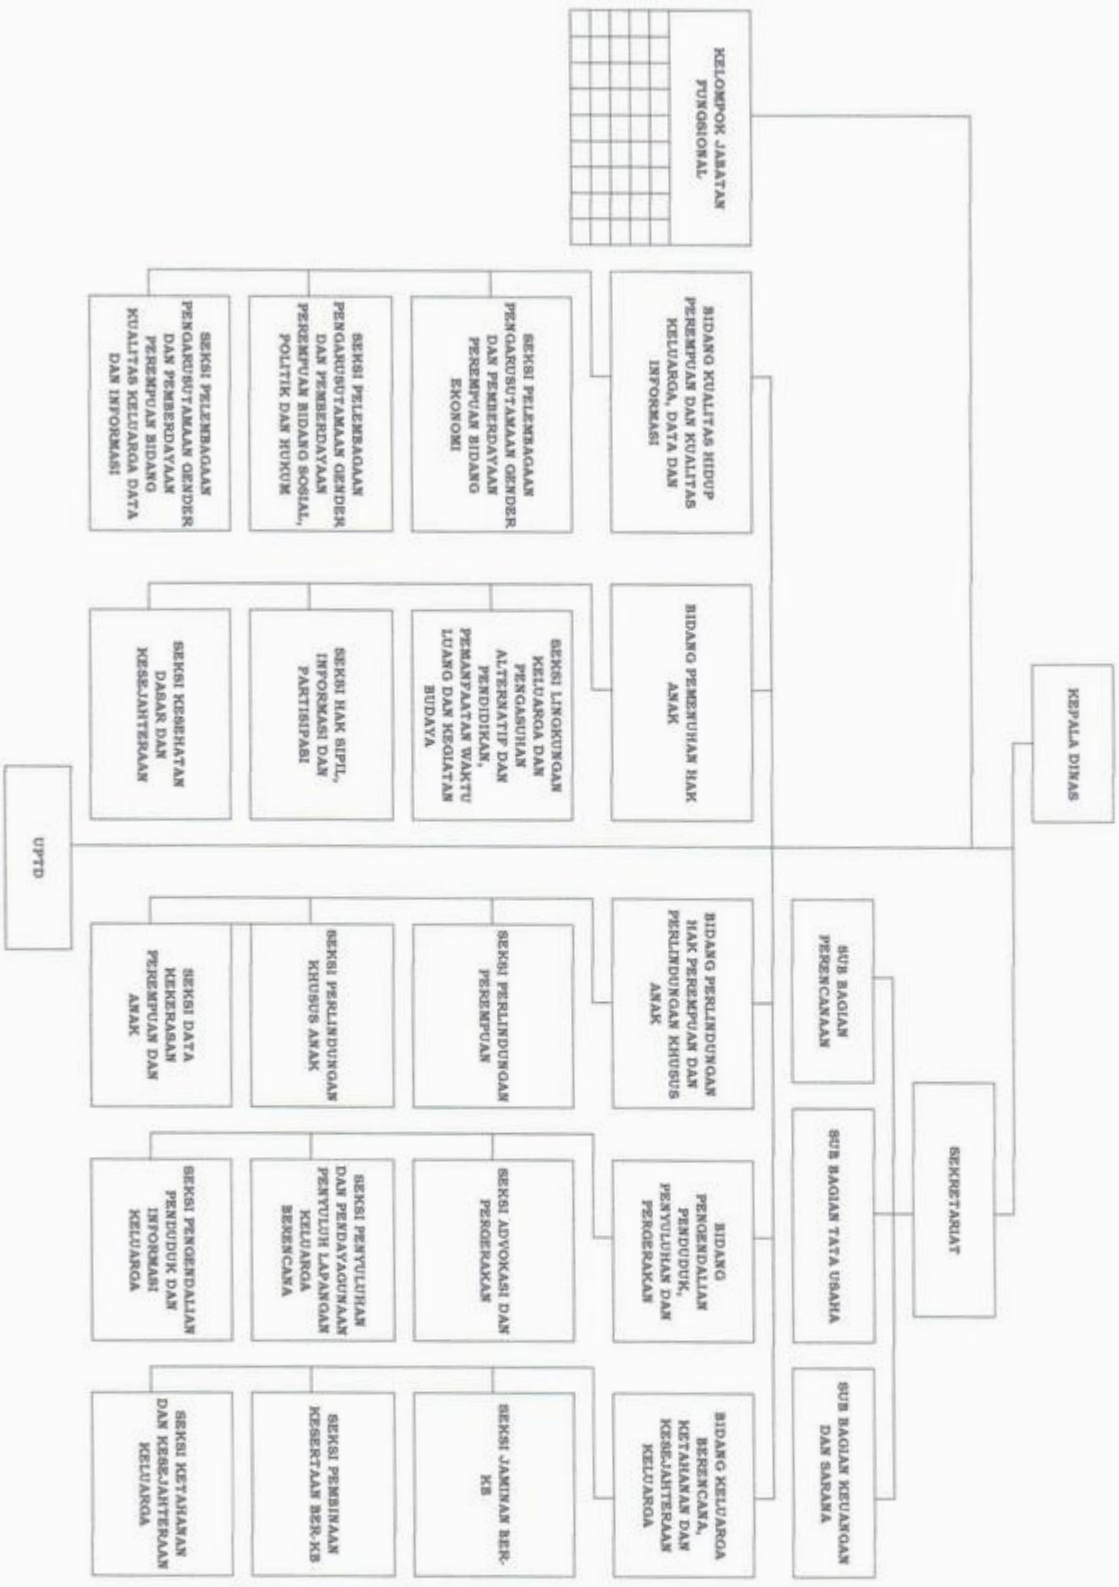 KEPALA DINAS
SEKRETARIAT
SUB BAGIAN
PERENCANAAN
SUB BAGIAN TATA USAHA
SUB BAGIAN KEUANGAN
DAN SARANA
KELOMPOK JABATAN
FUNGSIONAL
BIDANG KUALITAS HIDUP
PEREMPUAN DAN KUALITAS
KELUARGA, DATA DAN
INFORMASI
SEKSI PELEMBAGAAN
PENGARUSUTAMAAN GENDER
DAN PEMBERDAYAAN
PEREMPUAN BIDANG
EKONOMI
SEKSI PELEMBAGAAN
PENGARUSUTAMAAN GENDER
DAN PEMBERDAYAAN
PEREMPUAN BIDANG SOSIAL,
POLITIK DAN HUKUM
SEKSI PELEMBAGAAN
PENGARUSUTAMAAN GENDER
DAN PEMBERDAYAAN
PEREMPUAN BIDANG
KUALITAS KELUARGA DATA
DAN INFORMASI
BIDANG PEMENUHAN HAK
ANAK
SEKSI LINGKUNGAN
KELUARGA DAN
PENGASUHAN
ALTERNATIF DAN
PENDIDIKAN,
PEMANFAATAN WAKTU
LUANG DAN KEGIATAN
BUDAYA
SEKSI HAK SIPIL,
INFORMASI DAN
PARTISIPASI
SEKSI KESEHATAN
DASAR DAN
KESEJAHTERAAN
BIDANG PERLINDUNGAN
HAK PEREMPUAN DAN
PERLINDUNGAN KHUSUS
ANAK
SEKSI PERLINDUNGAN
PEREMPUAN
SEKSI PERLINDUNGAN
KHUSUS ANAK
SEKSI DATA
KEKERASAN
PEREMPUAN DAN
ANAK
BIDANG
PENGENDALIAN
PENDUDUK,
PENYULUHAN DAN
PERGERAKAN
SEKSI ADVOKASI DAN
PERGERAKAN
SEKSI PENYULUHAN
DAN PENDAYAGUNAAN
PENYULUH LAPANGAN
KELUARGA
BERENCANA
SEKSI PENGENDALIAN
PENDUDUK DAN
INFORMASI
KELUARGA
BIDANG KELUARGA
BERENCANA,
KETAHANAN DAN
KESEJAHTERAAN
KELUARGA
SEKSI JAMINAN BER-
KB
SEKSI PEMBINAAN
KESERTAAN BER-KB
SEKSI KETAHANAN
DAN KESEJAHTERAAN
KELUARGA
UPTD